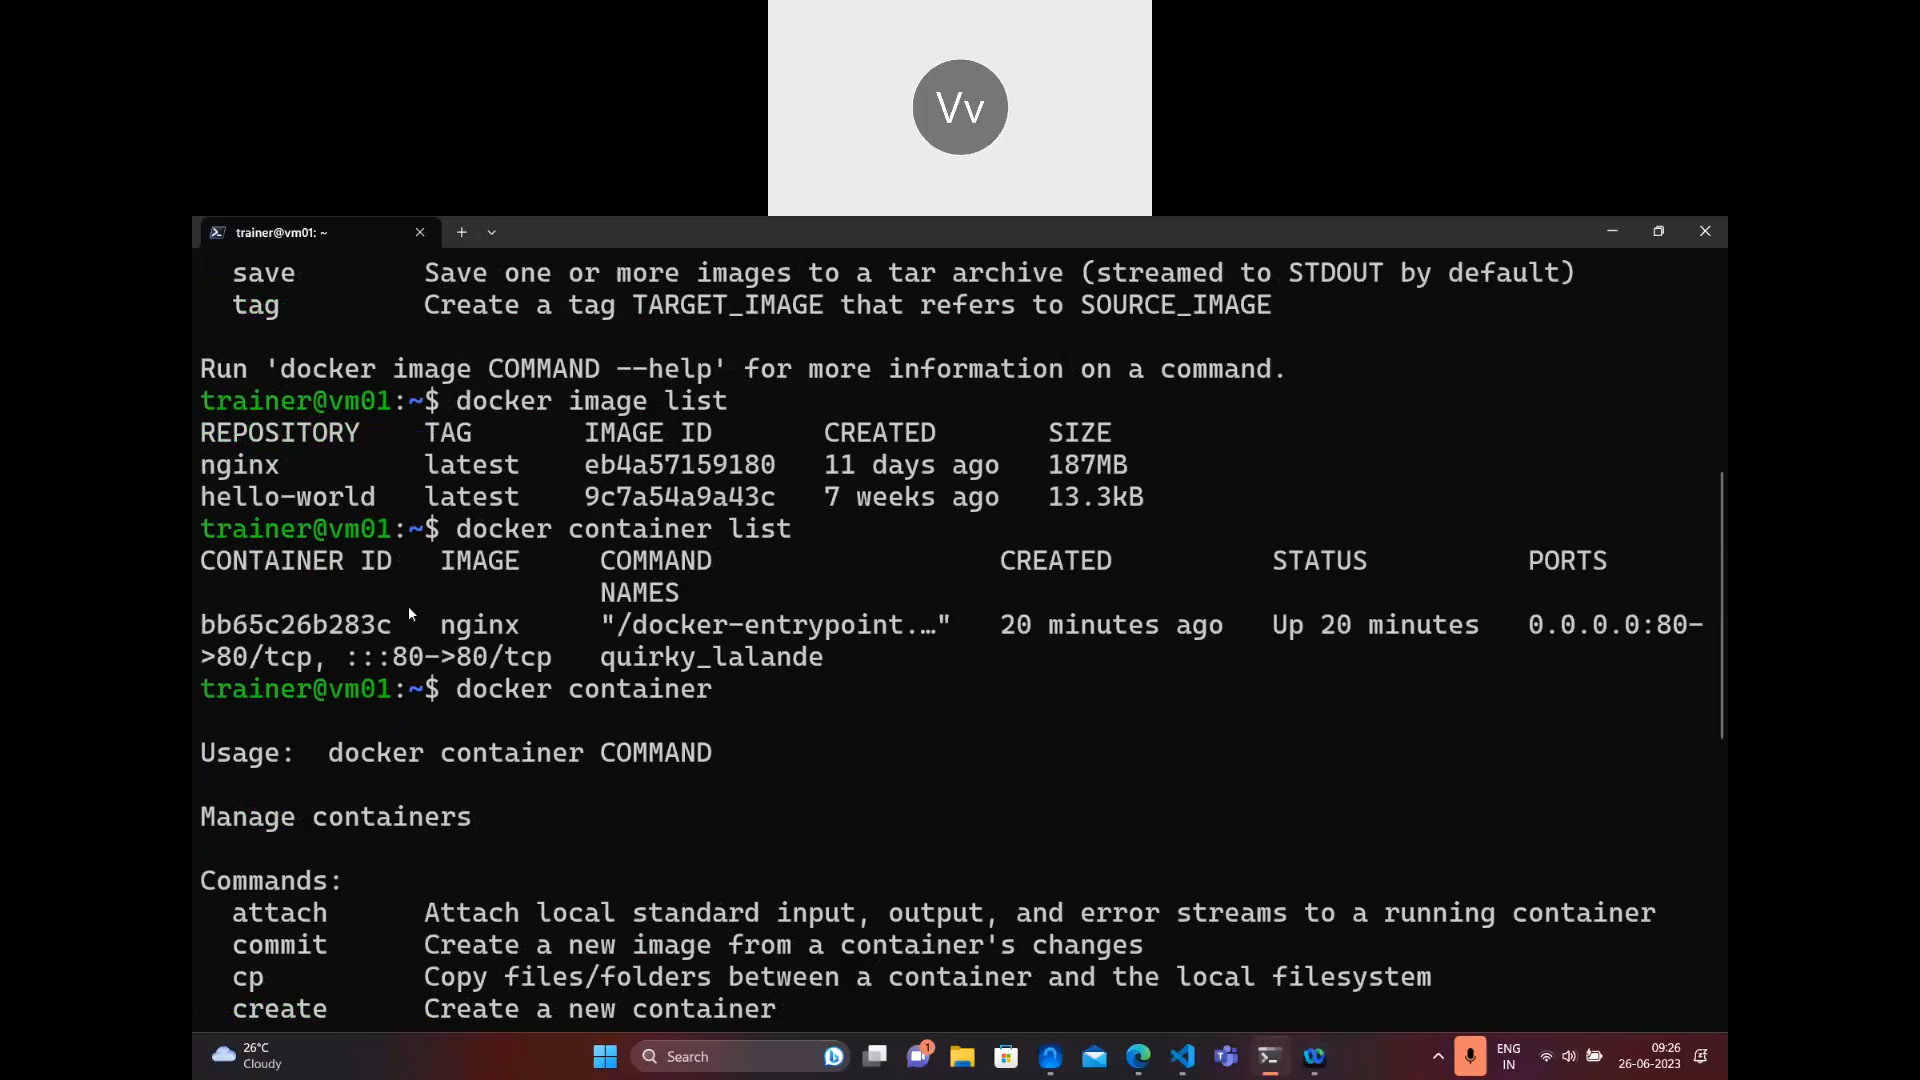 Vv
trainer@vm01: ~
save Save one or more images to a tar archive (streamed to STDOUT by default)
tag Create a tag TARGET_IMAGE that refers to SOURCE_IMAGE
Run 'docker image COMMAND --help' for more information on a command.
trainer@vm01:~$ docker image list
REPOSITORY TAG IMAGE ID CREATED SIZE
nginx latest eb4a57159180 11 days ago 187MB
hello-world latest 9c7a54a9a43c 7 weeks ago 13.3kB
trainer@vm01:~$ docker container list
CONTAINER ID IMAGE COMMAND CREATED STATUS PORTS
NAMES
bb65c26b283c nginx "/docker-entrypoint.…" 20 minutes ago Up 20 minutes 0.0.0.0:80-
>80/tcp, :::80->80/tcp quirky_lalande
trainer@vm01:~$ docker container
Usage: docker container COMMAND
Manage containers
Commands:
attach Attach local standard input, output, and error streams to a running container
commit Create a new image from a container's changes
cp Copy files/folders between a container and the local filesystem
create Create a new container
26°C
Cloudy
Search
1
ENG
IN
09:26
26-06-2023